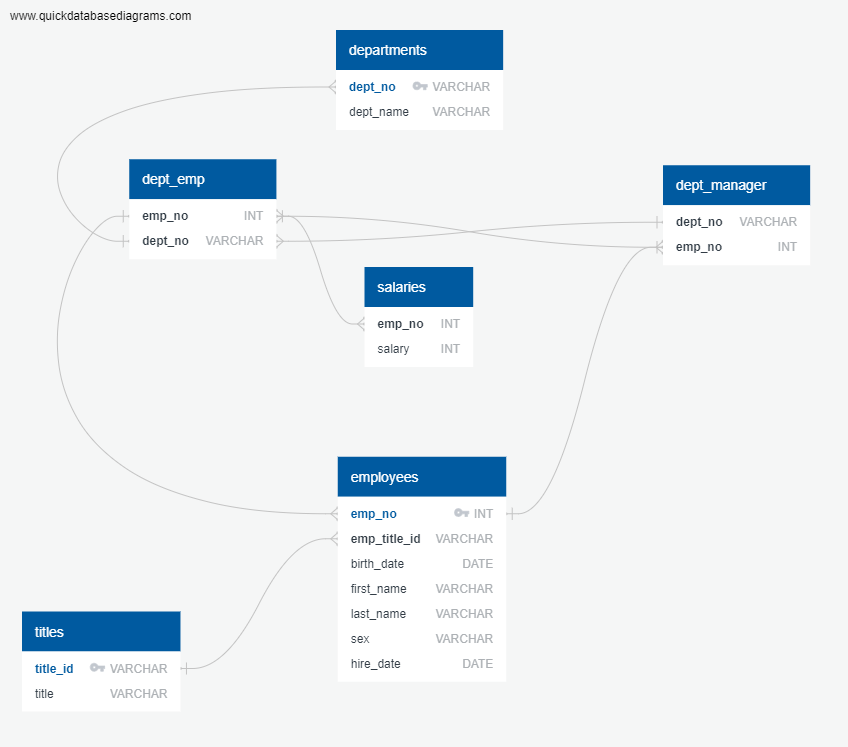 www.quickdatabasediagrams.com
departments
dept_no VARCHAR
dept_name VARCHAR
dept_emp
emp_no INT
dept_no VARCHAR
dept_manager
dept_no VARCHAR
emp_no INT
salaries
emp_no INT
salary INT
employees
emp_no INT
emp_title_id VARCHAR
birth_date DATE
first_name VARCHAR
last_name VARCHAR
sex VARCHAR
hire_date DATE
titles
title_id VARCHAR
title VARCHAR